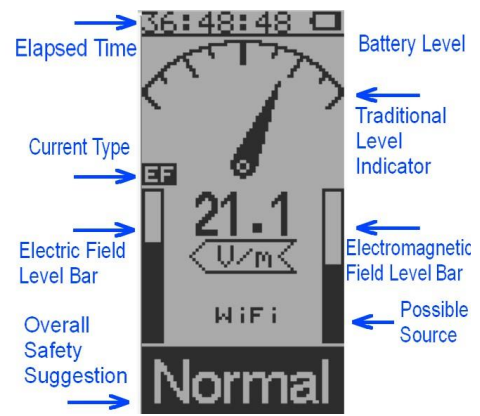 36:48:48
Elapsed Time
Battery Level
Traditional
Level
Indicator
Current Type
EF
21.1
V/m
Electric Field
Level Bar
Electromagnetic
Field Level Bar
WiFi
Possible
Source
Overall
Safety
Suggestion
Normal